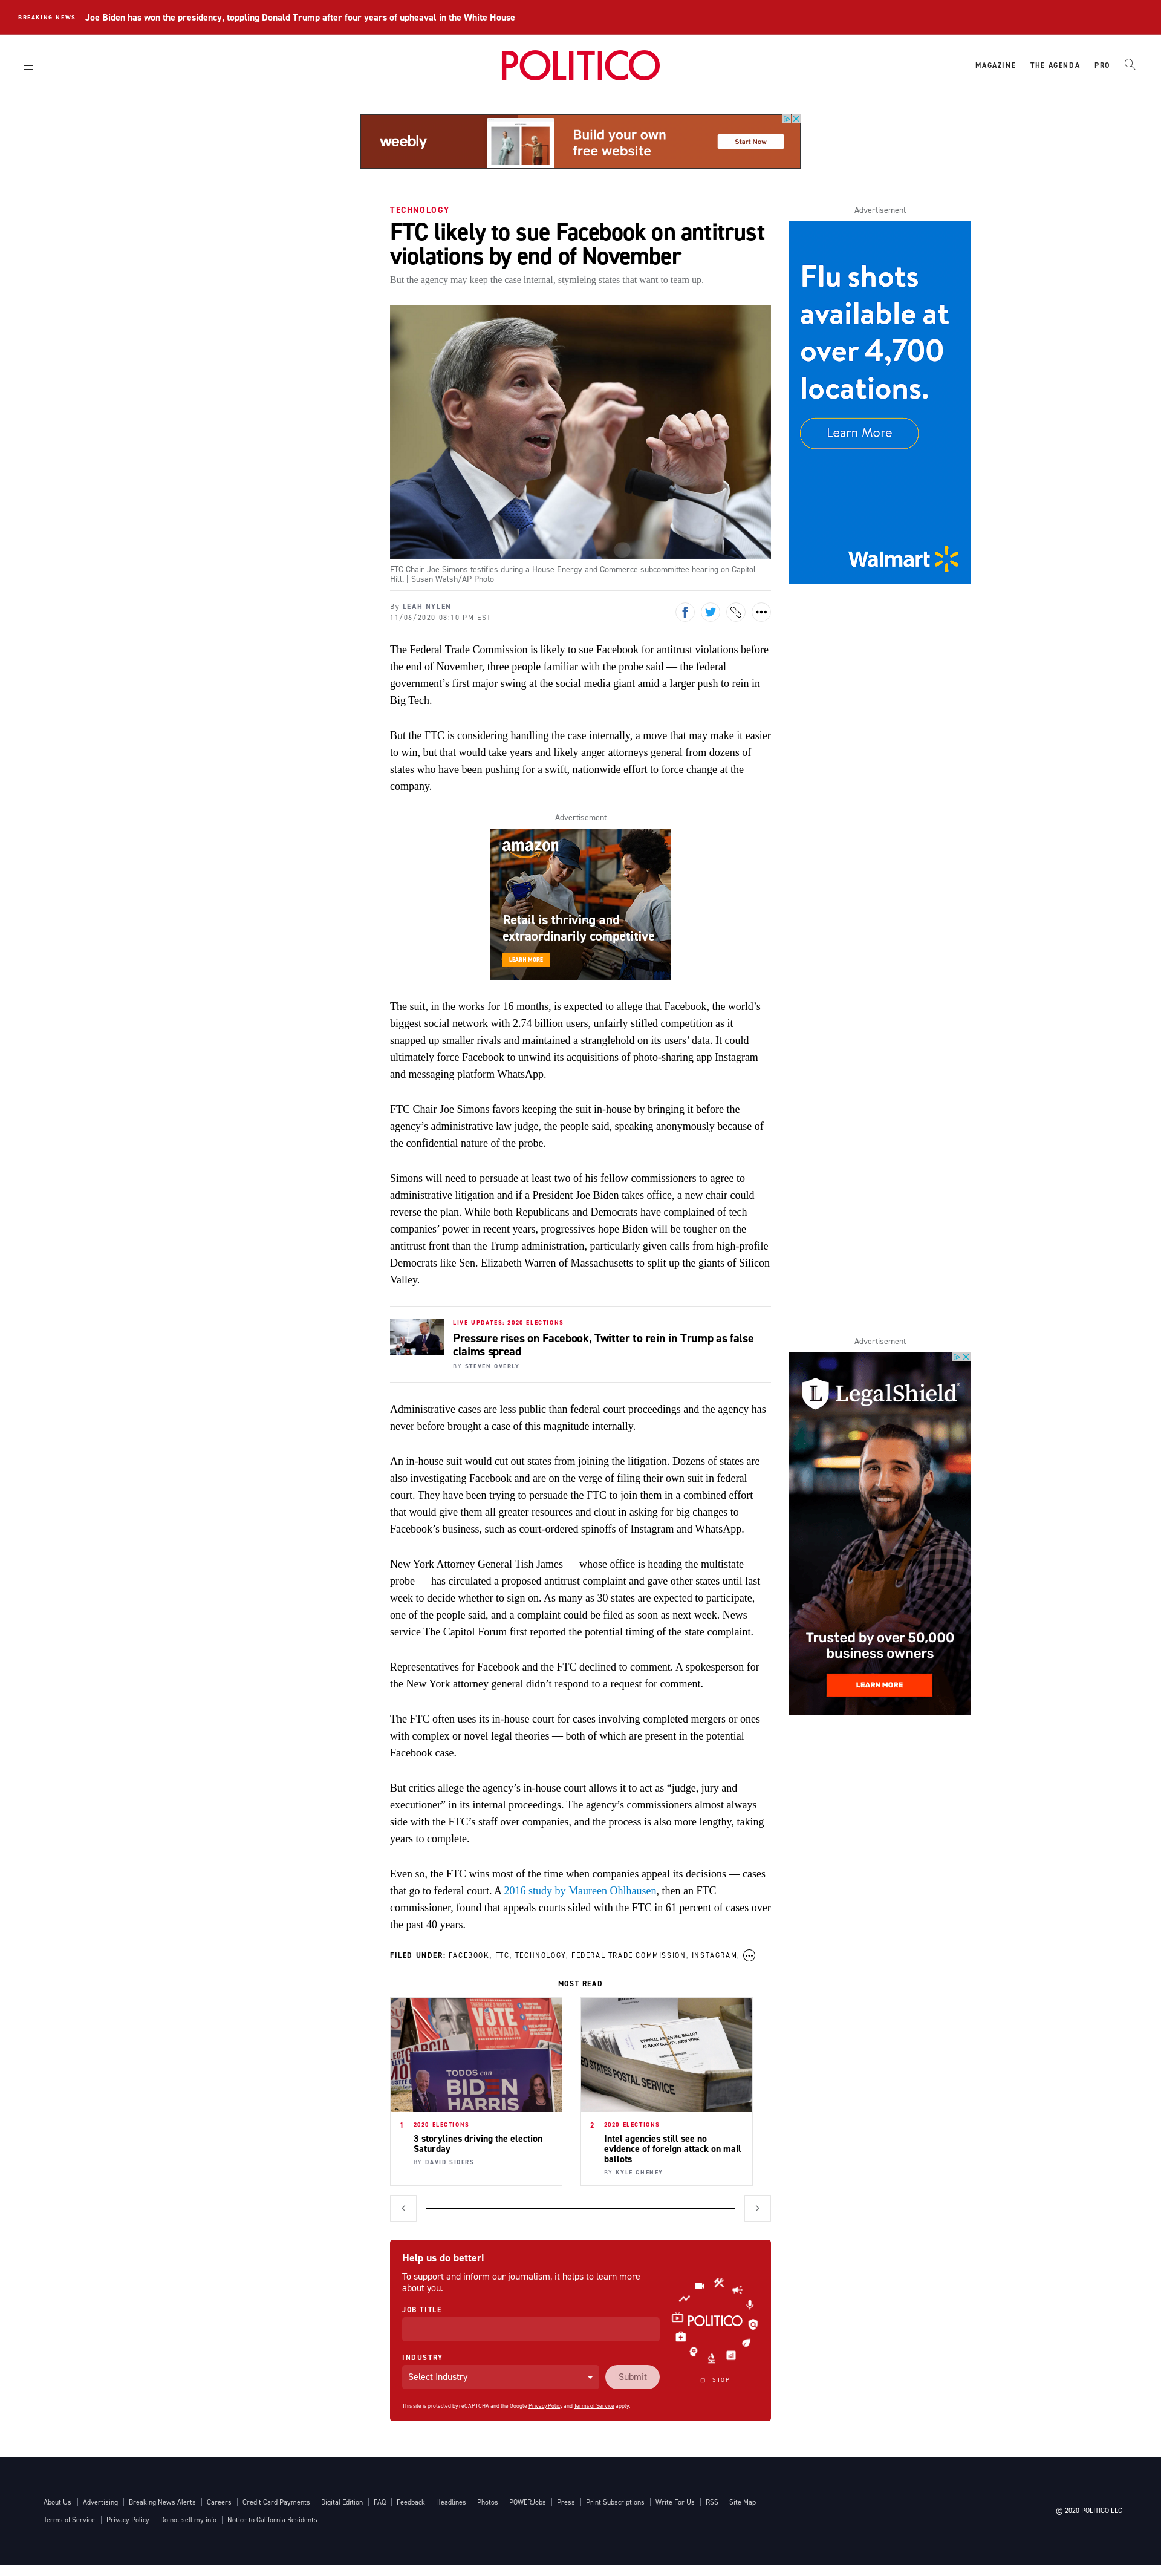 BREAKING NEWS Joe Biden has won the presidency, toppling Donald Trump after four years of upheaval in the White House
POLITICO
MAGAZINE THE AGENDA PRO
weebly
Build your own
free website
Start Now
TECHNOLOGY
FTC likely to sue Facebook on antitrust
violations by end of November
But the agency may keep the case internal, stymieing states that want to team up.
FTC Chair Joe Simons testifies during a House Energy and Commerce subcommittee hearing on Capitol
Hill. | Susan Walsh/AP Photo
By LEAH NYLEN
11/06/2020 08:10 PM EST
Advertisement
Flu shots
available at
over 4,700
locations.
Learn More
Walmart
The Federal Trade Commission is likely to sue Facebook for antitrust violations before
the end of November, three people familiar with the probe said — the federal
government’s first major swing at the social media giant amid a larger push to rein in
Big Tech.
But the FTC is considering handling the case internally, a move that may make it easier
to win, but that would take years and likely anger attorneys general from dozens of
states who have been pushing for a swift, nationwide effort to force change at the
company.
Advertisement
amazon
Retail is thriving and
extraordinarily competitive
LEARN MORE
The suit, in the works for 16 months, is expected to allege that Facebook, the world’s
biggest social network with 2.74 billion users, unfairly stifled competition as it
snapped up smaller rivals and maintained a stranglehold on its users’ data. It could
ultimately force Facebook to unwind its acquisitions of photo-sharing app Instagram
and messaging platform WhatsApp.
FTC Chair Joe Simons favors keeping the suit in-house by bringing it before the
agency’s administrative law judge, the people said, speaking anonymously because of
the confidential nature of the probe.
Simons will need to persuade at least two of his fellow commissioners to agree to
administrative litigation and if a President Joe Biden takes office, a new chair could
reverse the plan. While both Republicans and Democrats have complained of tech
companies’ power in recent years, progressives hope Biden will be tougher on the
antitrust front than the Trump administration, particularly given calls from high-profile
Democrats like Sen. Elizabeth Warren of Massachusetts to split up the giants of Silicon
Valley.
LIVE UPDATES: 2020 ELECTIONS
Pressure rises on Facebook, Twitter to rein in Trump as false
claims spread
BY STEVEN OVERLY
Advertisement
LegalShield
Trusted by over 50,000
business owners
LEARN MORE
Administrative cases are less public than federal court proceedings and the agency has
never before brought a case of this magnitude internally.
An in-house suit would cut out states from joining the litigation. Dozens of states are
also investigating Facebook and are on the verge of filing their own suit in federal
court. They have been trying to persuade the FTC to join them in a combined effort
that would give them all greater resources and clout in asking for big changes to
Facebook’s business, such as court-ordered spinoffs of Instagram and WhatsApp.
New York Attorney General Tish James — whose office is heading the multistate
probe — has circulated a proposed antitrust complaint and gave other states until last
week to decide whether to sign on. As many as 30 states are expected to participate,
one of the people said, and a complaint could be filed as soon as next week. News
service The Capitol Forum first reported the potential timing of the state complaint.
Representatives for Facebook and the FTC declined to comment. A spokesperson for
the New York attorney general didn’t respond to a request for comment.
The FTC often uses its in-house court for cases involving completed mergers or ones
with complex or novel legal theories — both of which are present in the potential
Facebook case.
But critics allege the agency’s in-house court allows it to act as “judge, jury and
executioner” in its internal proceedings. The agency’s commissioners almost always
side with the FTC’s staff over companies, and the process is also more lengthy, taking
years to complete.
Even so, the FTC wins most of the time when companies appeal its decisions — cases
that go to federal court. A 2016 study by Maureen Ohlhausen, then an FTC
commissioner, found that appeals courts sided with the FTC in 61 percent of cases over
the past 40 years.
FILED UNDER: FACEBOOK, FTC, TECHNOLOGY, FEDERAL TRADE COMMISSION, INSTAGRAM,
MOST READ
VOTE
IN NEVADA
GARCIA
TODOS con
BIDEN
HARRIS
OFFICIAL ABSENTEE BALLOT
ALBANY COUNTY, NEW YORK
STATES POSTAL SERVICE
1 2020 ELECTIONS
3 storylines driving the election
Saturday
BY DAVID SIDERS
2 2020 ELECTIONS
Intel agencies still see no
evidence of foreign attack on mail
ballots
BY KYLE CHENEY
Help us do better!
To support and inform our journalism, it helps to learn more
about you.
JOB TITLE
INDUSTRY
Select Industry
Submit
POLITICO
STOP
This site is protected by reCAPTCHA and the Google Privacy Policy and Terms of Service apply.
About Us Advertising Breaking News Alerts Careers Credit Card Payments Digital Edition FAQ Feedback Headlines Photos POWERJobs Press Print Subscriptions Write For Us RSS Site Map
Terms of Service Privacy Policy Do not sell my info Notice to California Residents
© 2020 POLITICO LLC